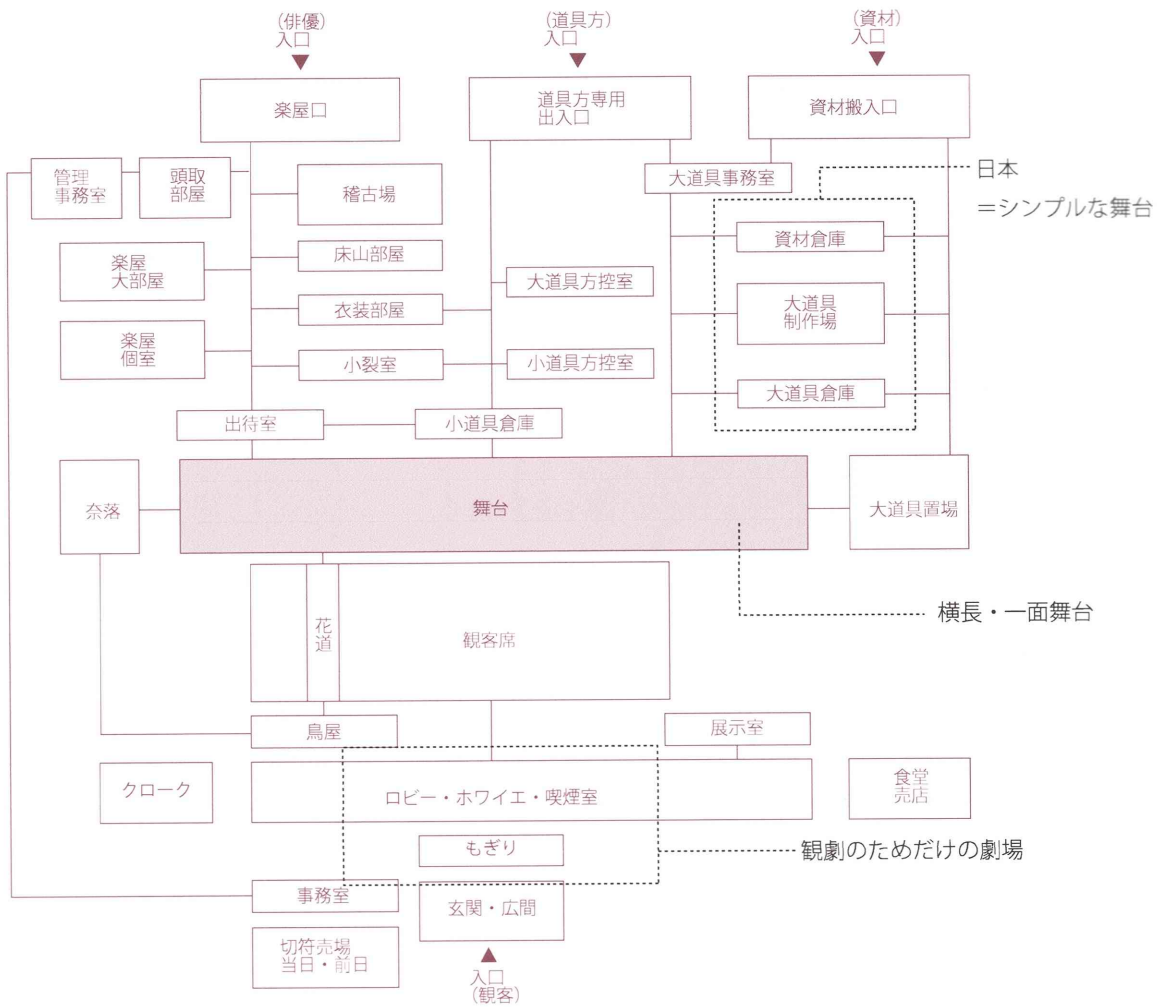 (俳優)
入口
(道具方)
入口
(資材)
入口
楽屋口
道具方専用
出入口
資材搬入口
管理
事務室
頭取
部屋
稽古場
大道具事務室
日本
＝シンプルな舞台
楽屋
大部屋
床山部屋
資材倉庫
衣装部屋
大道具方控室
大道具
制作場
楽屋
個室
小裂室
小道具方控室
大道具倉庫
出待室
小道具倉庫
奈落
舞台
大道具置場
横長・一面舞台
花道
観客席
鳥屋
展示室
クローク
ロビー・ホワイエ・喫煙室
食堂
売店
もぎり
観劇のためだけの劇場
事務室
玄関・広間
切符売場
当日・前日
入口
(観客)